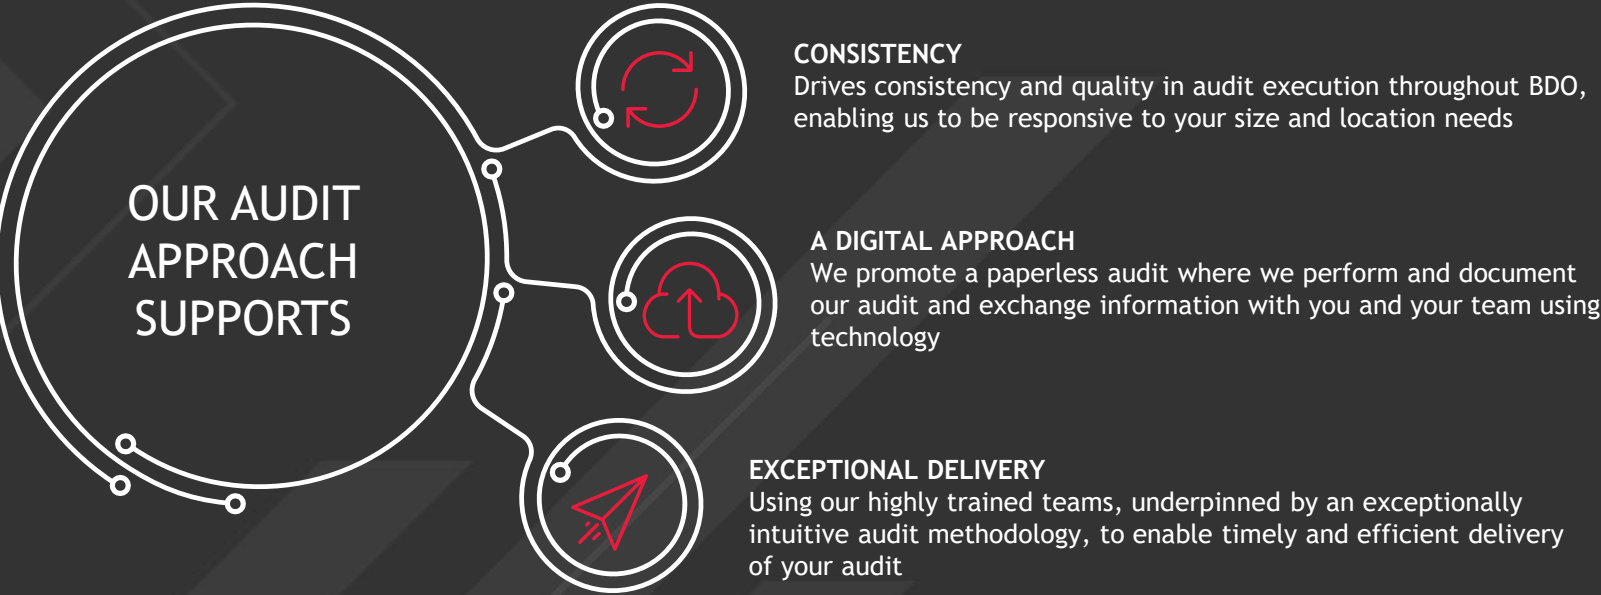 OUR AUDIT
APPROACH
SUPPORTS
CONSISTENCY
Drives consistency and quality in audit execution throughout BDO,
enabling us to be responsive to your size and location needs
A DIGITAL APPROACH
We promote a paperless audit where we perform and document
our audit and exchange information with you and your team using
technology
EXCEPTIONAL DELIVERY
Using our highly trained teams, underpinned by an exceptionally
intuitive audit methodology, to enable timely and efficient delivery
of your audit